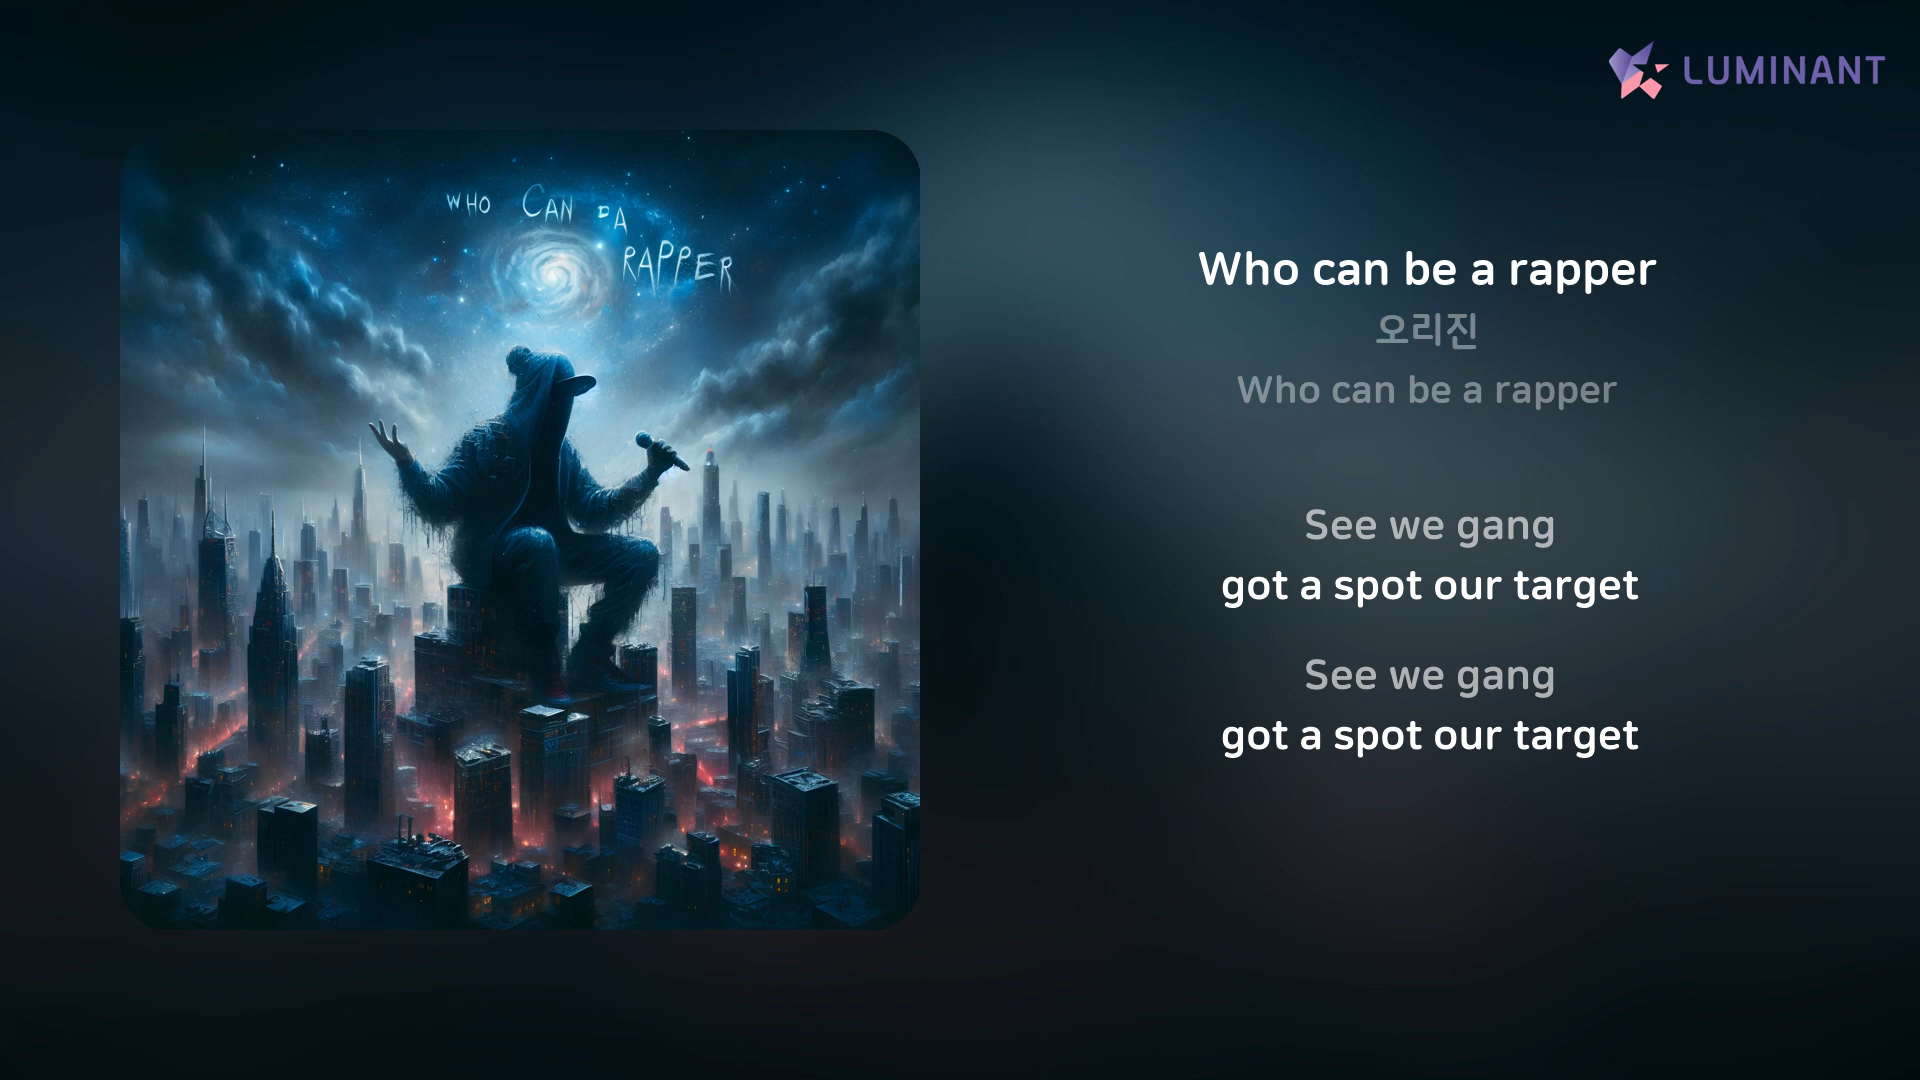 LUMINANT
WHO CAN DA
RAPPER
Who can be a rapper
오리진
Who can be a rapper
See we gang
got a spot our target
See we gang
got a spot our target